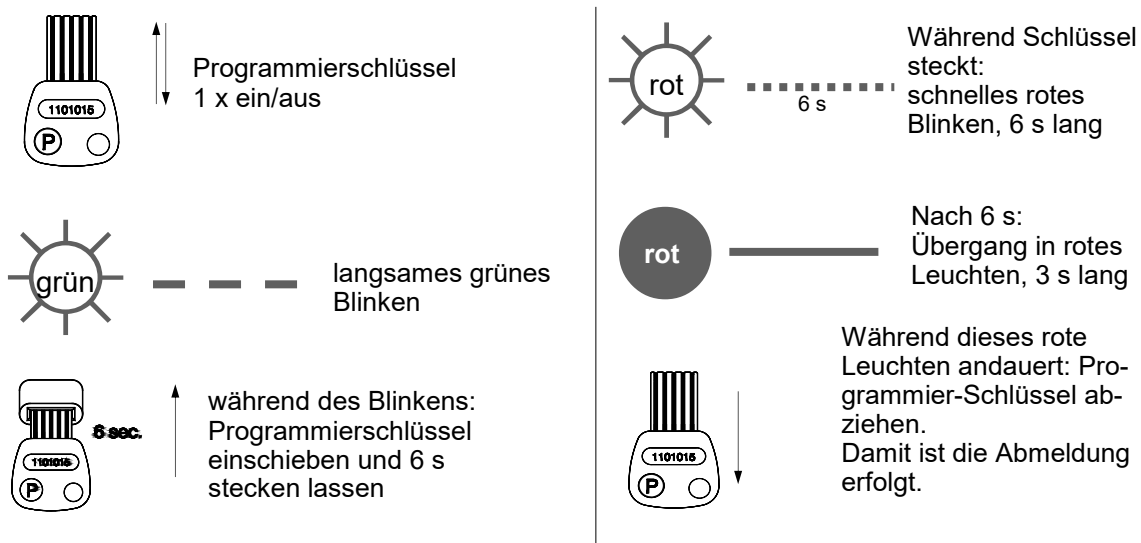 Programmierschlüssel
1 x ein/aus
1101015
P
grün
langsames grünes
Blinken
6 sec.
während des Blinkens:
Programmierschlüssel
einschieben und 6 s
stecken lassen
1101015
P
rot
6 s
Während Schlüssel
steckt:
schnelles rotes
Blinken, 6 s lang
rot
Nach 6 s:
Übergang in rotes
Leuchten, 3 s lang
Während dieses rote
Leuchten andauert: Pro-
grammier-Schlüssel ab-
ziehen.
Damit ist die Abmeldung
erfolgt.
1101015
P